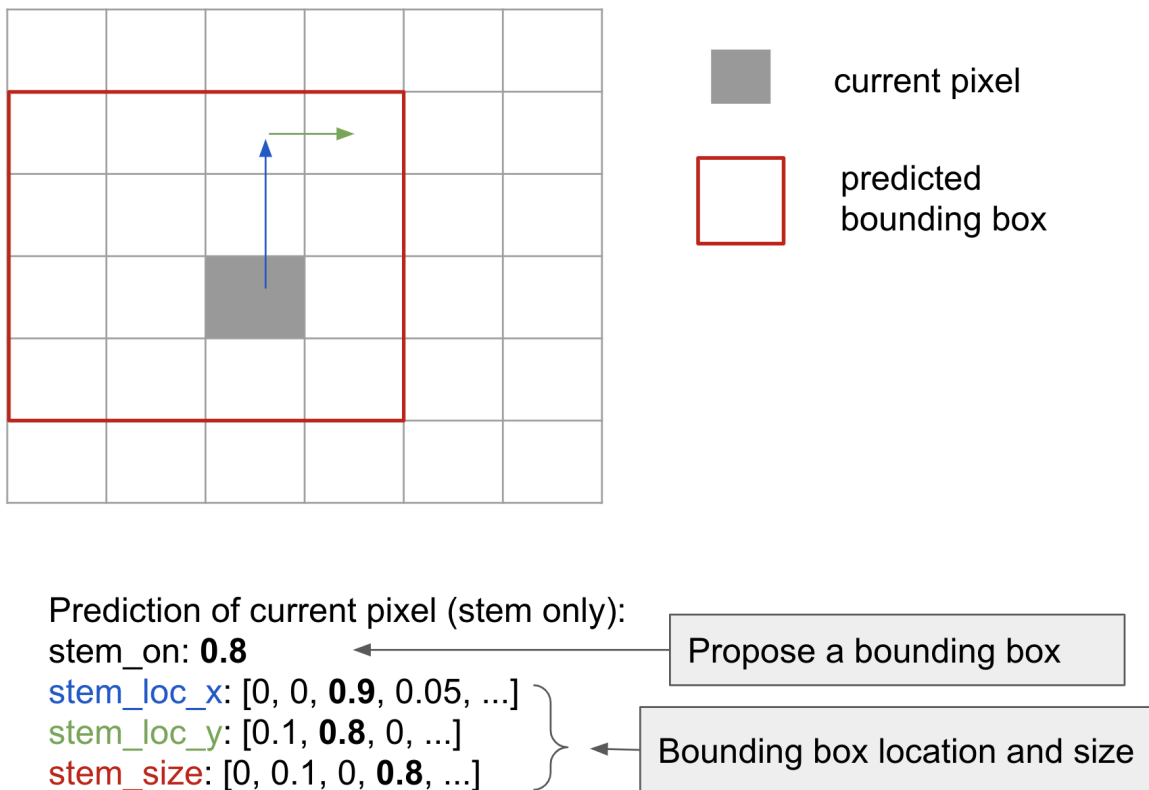 current pixel
predicted
bounding box
Prediction of current pixel (stem only):
stem_on: 0.8
Propose a bounding box
stem_loc_x: [0, 0, 0.9, 0.05, ...]
stem_loc_y: [0.1, 0.8, 0, ...]
Bounding box location and size
stem_size: [0, 0.1, 0, 0.8, ...]